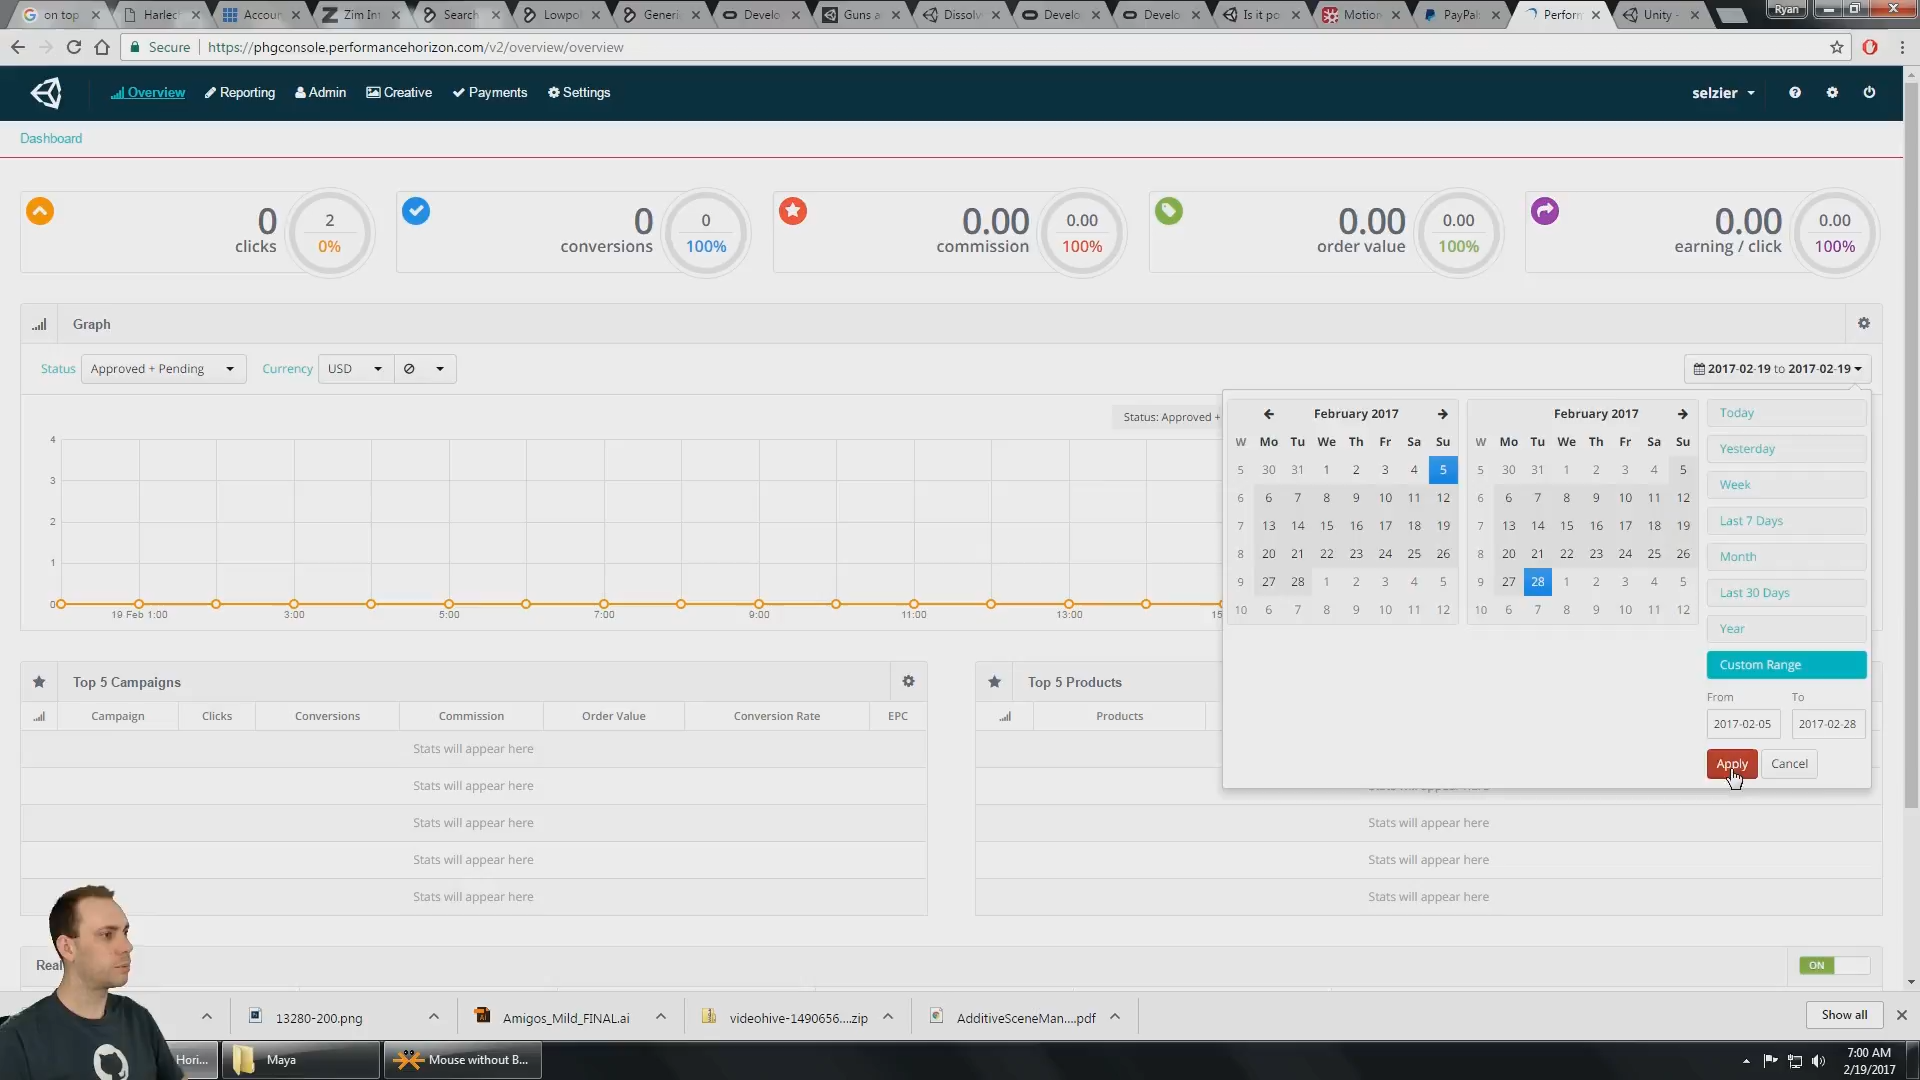 on top
Harleq
Accoun
Zim Int
Search
Lowpol
Generi
Develo
Guns a
Dissolv
Develo
Develo
Is it po
Motion
PayPal
Perform
Unity -
Ryan
Secure
https://phgconsole.performancehorizon.com/v2/overview/overview
Overview
Reporting
Admin
Creative
Payments
Settings
selzier
Dashboard
0
clicks
2
0%
0
conversions
0
100%
0.00
commission
0.00
100%
0.00
order value
0.00
100%
0.00
earning / click
0.00
100%
Graph
Status Approved + Pending Currency USD
2017-02-19 to 2017-02-19
Status: Approved +
4
3
2
1
0
19 Feb 1:00 3:00 5:00 7:00 9:00 11:00 13:00 15
February 2017
W Mo Tu We Th Fr Sa Su
5 30 31 1 2 3 4 5
6 6 7 8 9 10 11 12
7 13 14 15 16 17 18 19
8 20 21 22 23 24 25 26
9 27 28 1 2 3 4 5
10 6 7 8 9 10 11 12
February 2017
W Mo Tu We Th Fr Sa Su
5 30 31 1 2 3 4 5
6 6 7 8 9 10 11 12
7 13 14 15 16 17 18 19
8 20 21 22 23 24 25 26
9 27 28 1 2 3 4 5
10 6 7 8 9 10 11 12
Today
Yesterday
Week
Last 7 Days
Month
Last 30 Days
Year
Custom Range
From To
2017-02-05 2017-02-28
Apply Cancel
Top 5 Campaigns
Campaign Clicks Conversions Commission Order Value Conversion Rate EPC
Stats will appear here
Stats will appear here
Stats will appear here
Stats will appear here
Stats will appear here
Top 5 Products
Products
Stats will appear here
Stats will appear here
Stats will appear here
Stats will appear here
Real
ON
13280-200.png
Amigos_Mild_FINAL.ai
videohive-1490656....zip
AdditiveSceneMan....pdf
Show all
Hori...
Maya
Mouse without B...
7:00 AM
2/19/2017